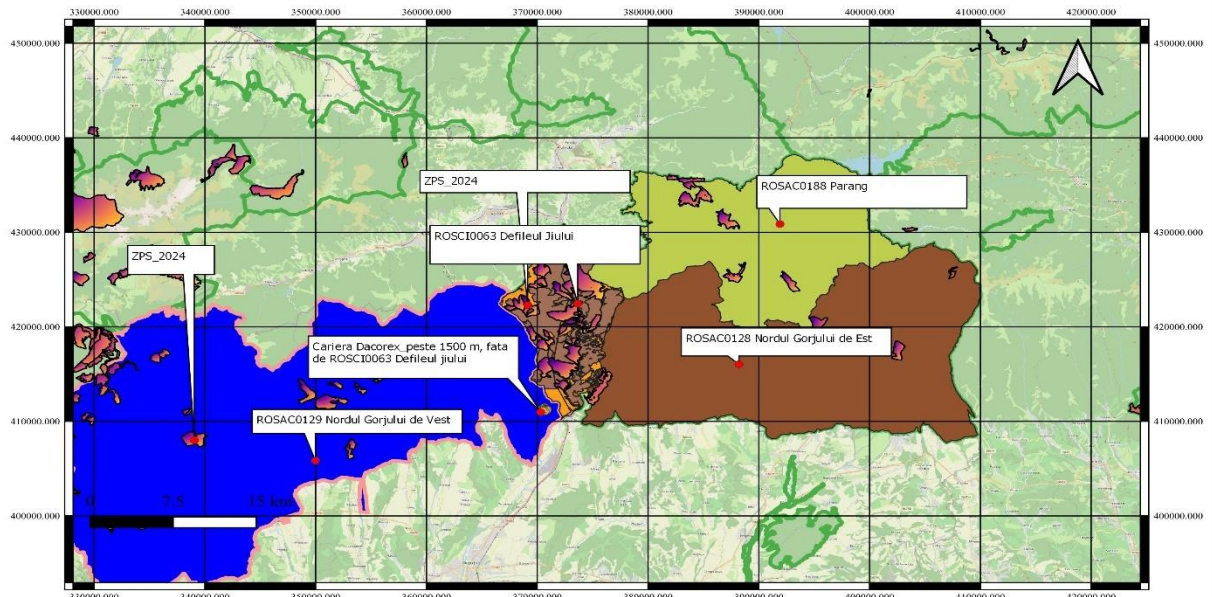 330000.000 340000.000 350000.000 360000.000 370000.000 380000.000 390000.000 400000.000 410000.000 420000.000
450000.000 450000.000
440000.000 440000.000
ZPS_2024
ROSAC0188 Parang
430000.000 430000.000
ROSCI0063 Defileul Jiului
ZPS_2024
420000.000 420000.000
Cariera Dacorex_peste 1500 m, fata
de ROSCI0063 Defileul jiului
ROSAC0128 Nordul Gorjului de Est
410000.000 410000.000
ROSAC0129 Nordul Gorjului de Vest
0 7.5 15 km
400000.000 400000.000
330000.000 340000.000 350000.000 360000.000 370000.000 380000.000 390000.000 400000.000 410000.000 420000.000